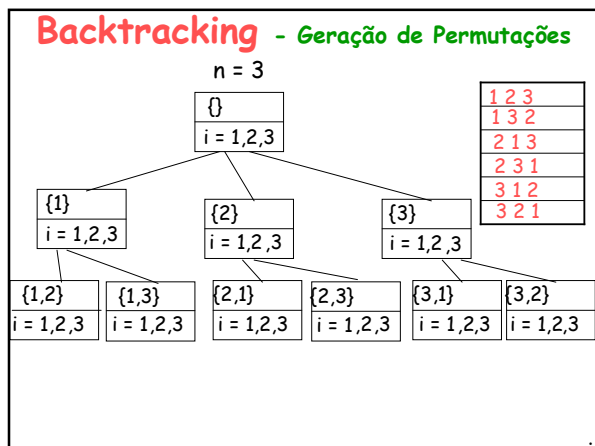 Backtracking - Geração de Permutações
n = 3
{}
i = 1,2,3
1 2 3
1 3 2
2 1 3
2 3 1
3 1 2
3 2 1
{1}
i = 1,2,3
{2}
i = 1,2,3
{3}
i = 1,2,3
{1,2}
i = 1,2,3
{1,3}
i = 1,2,3
{2,1}
i = 1,2,3
{2,3}
i = 1,2,3
{3,1}
i = 1,2,3
{3,2}
i = 1,2,3